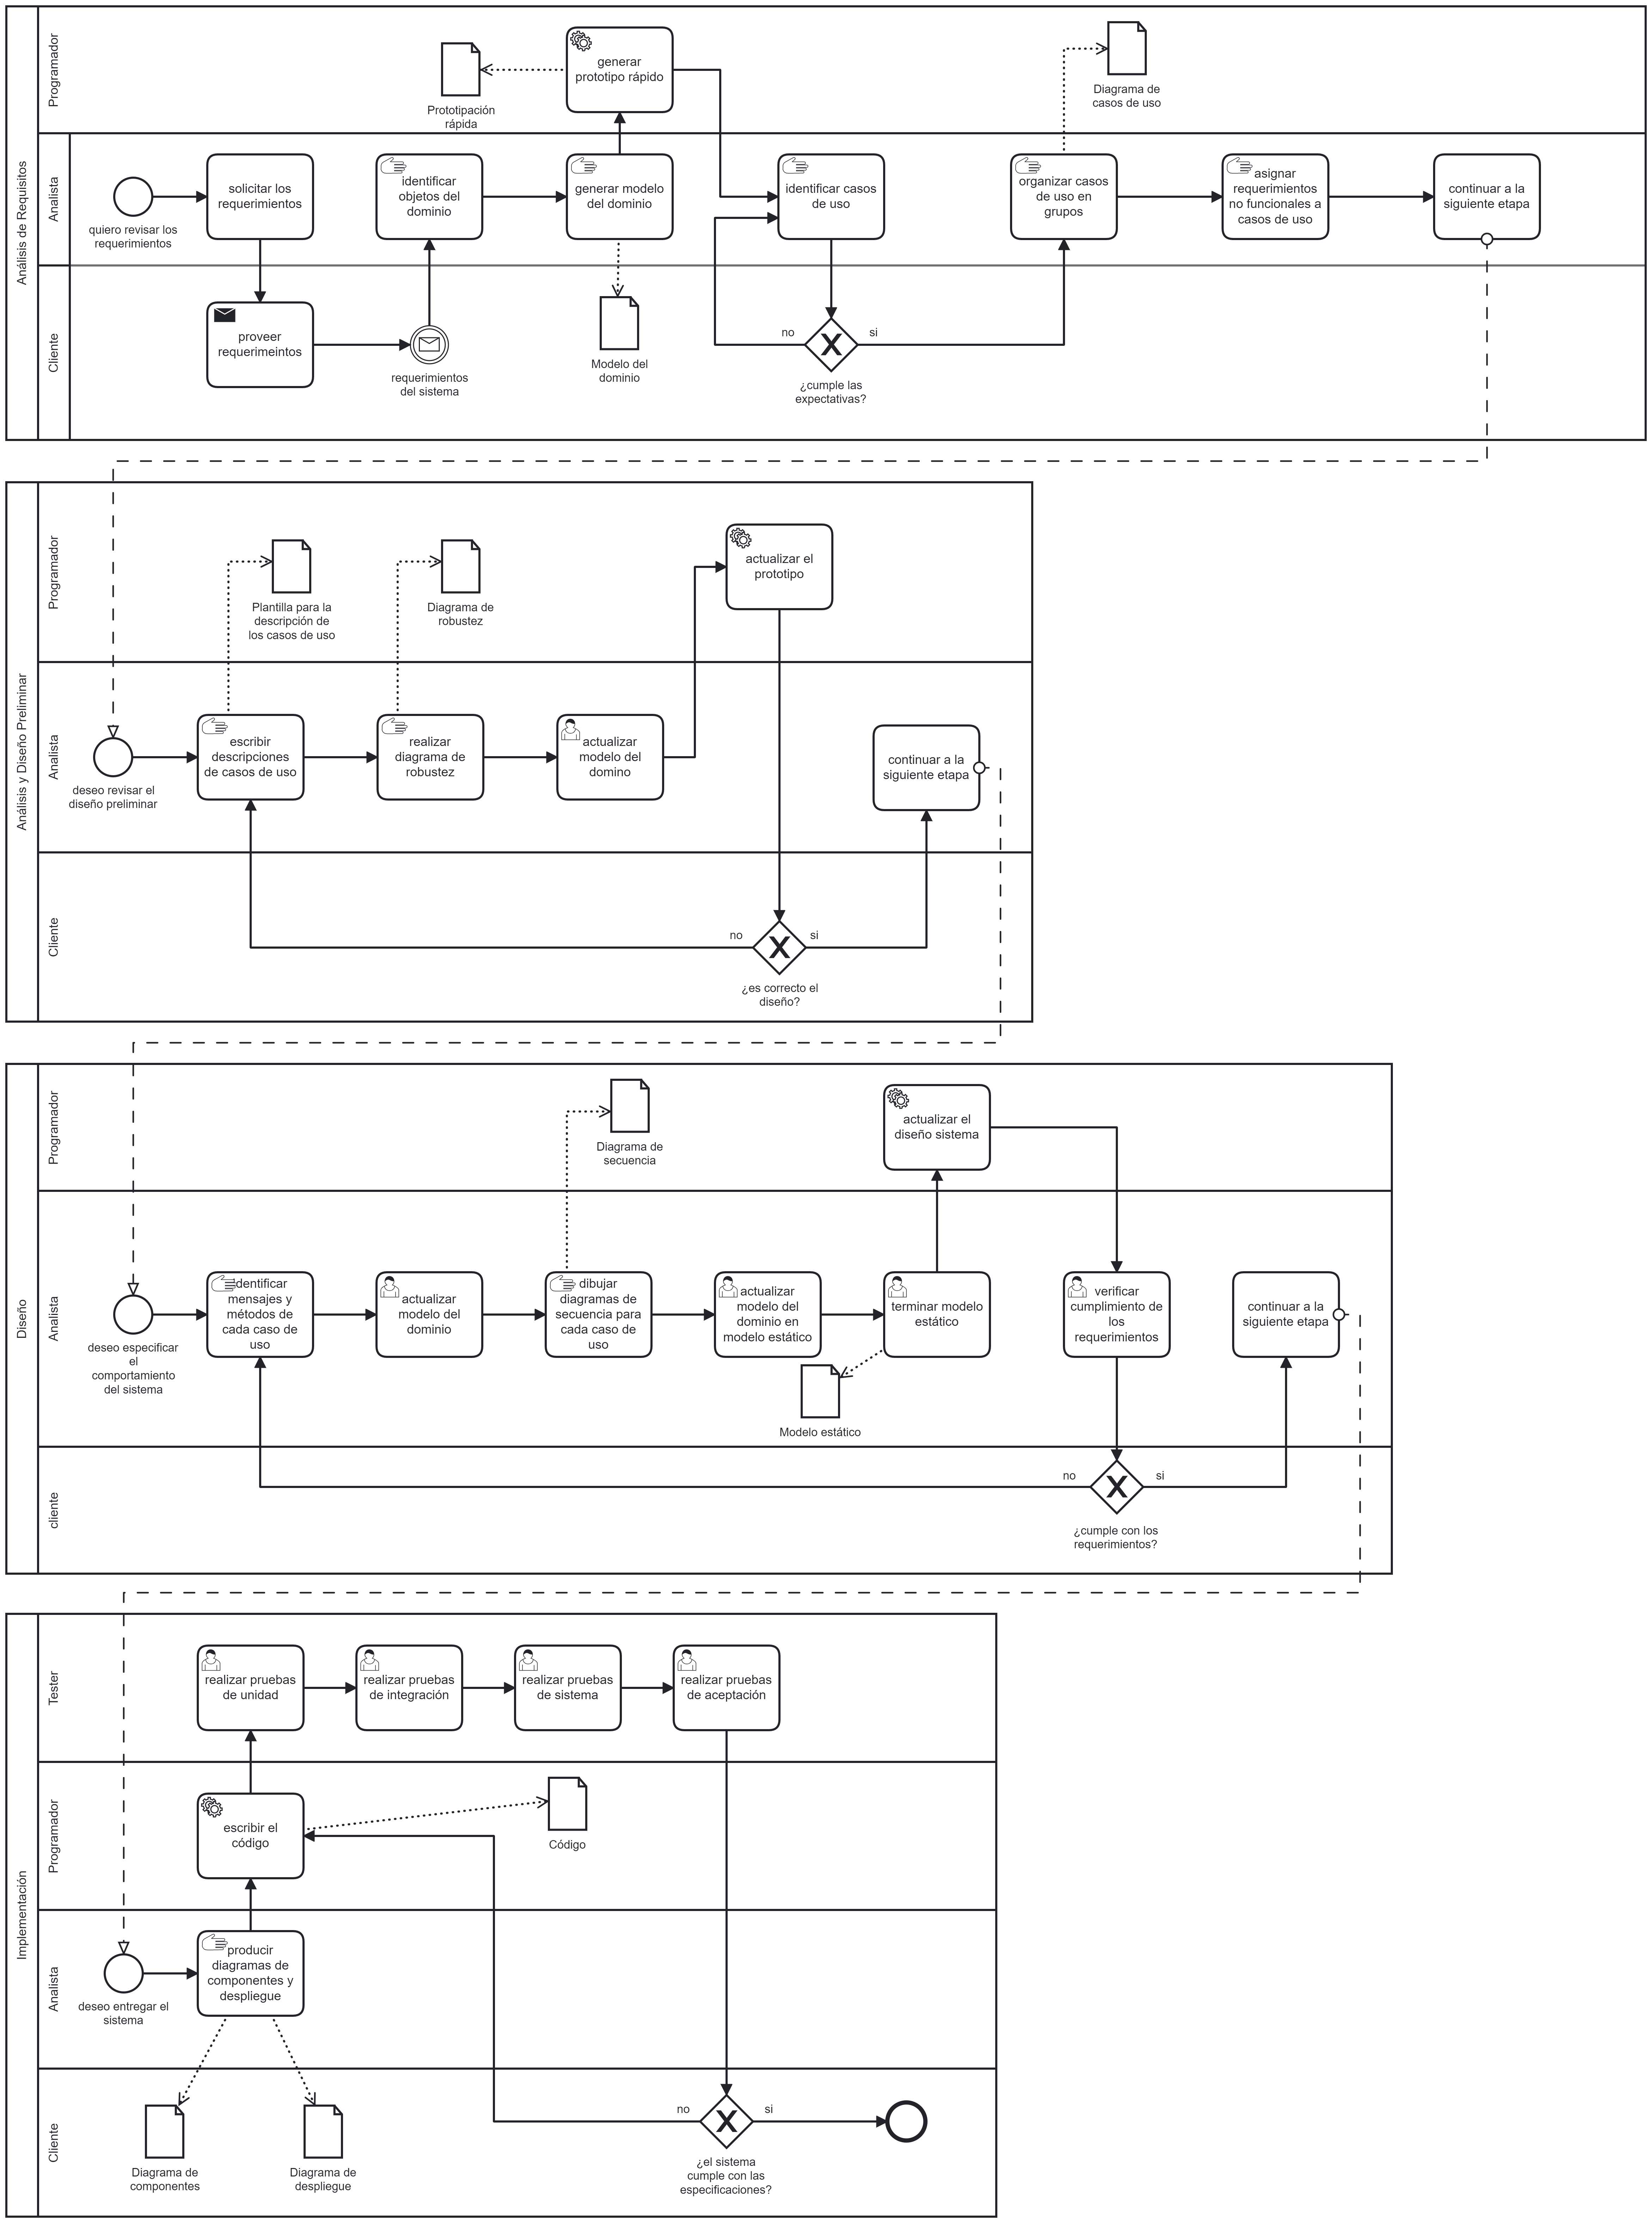 Análisis de Requisitos
Programador
Analista
Cliente
generar
prototipo rápido
Prototipación
rápida
Diagrama de
casos de uso
quiero revisar los
requerimientos
solicitar los
requerimientos
identificar
objetos del
dominio
generar modelo
del dominio
identificar casos
de uso
organizar casos
de uso en
grupos
asignar
requerimientos
no funcionales a
casos de uso
continuar a la
siguiente etapa
proveer
requerimeintos
requerimientos
del sistema
Modelo del
dominio
no
si
¿cumple las
expectativas?
Análisis y Diseño Preliminar
Programador
Analista
Cliente
Plantilla para la
descripción de
los casos de uso
Diagrama de
robustez
actualizar el
prototipo
deseo revisar el
diseño preliminar
escribir
descripciones
de casos de uso
realizar
diagrama de
robustez
actualizar
modelo del
domino
continuar a la
siguiente etapa
no
si
¿es correcto el
diseño?
Diseño
Programador
Analista
cliente
Diagrama de
secuencia
actualizar el
diseño sistema
deseo especificar
el
comportamiento
del sistema
identificar
mensajes y
métodos de
cada caso de
uso
actualizar
modelo del
dominio
dibujar
diagramas de
secuencia para
cada caso de
uso
actualizar
modelo del
dominio en
modelo estático
terminar modelo
estático
verificar
cumplimiento de
los
requerimientos
continuar a la
siguiente etapa
Modelo estático
no
si
¿cumple con los
requerimientos?
Implementación
Tester
Programador
Analista
Cliente
realizar pruebas
de unidad
realizar pruebas
de integración
realizar pruebas
de sistema
realizar pruebas
de aceptación
escribir el
código
Código
deseo entregar el
sistema
producir
diagramas de
componentes y
despliegue
Diagrama de
componentes
Diagrama de
despliegue
no
si
¿el sistema
cumple con las
especificaciones?